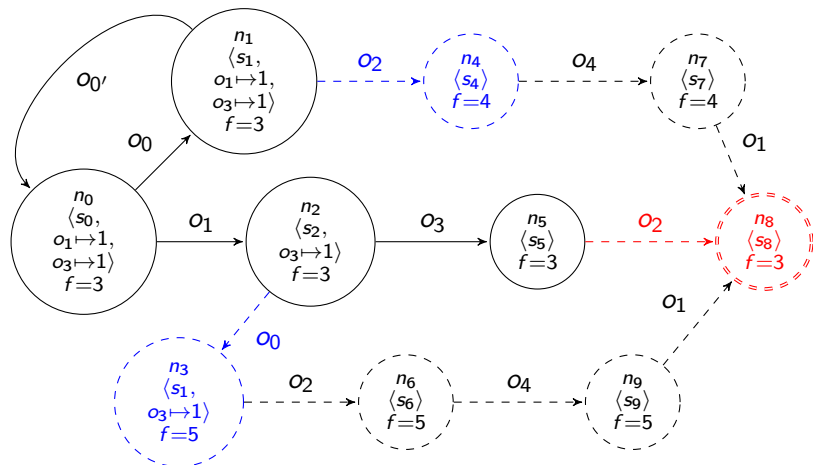 n₁
⟨s₁,
o₁↦1,
o₃↦1⟩
f=3
o₂
n₄
⟨s₄⟩
f=4
o₄
n₇
⟨s₇⟩
f=4
o₀′
o₀
o₁
n₀
⟨s₀,
o₁↦1,
o₃↦1⟩
f=3
o₁
n₂
⟨s₂,
o₃↦1⟩
f=3
o₃
n₅
⟨s₅⟩
f=3
o₂
n₈
⟨s₈⟩
f=3
o₀
o₁
n₃
⟨s₁,
o₃↦1⟩
f=5
o₂
n₆
⟨s₆⟩
f=5
o₄
n₉
⟨s₉⟩
f=5